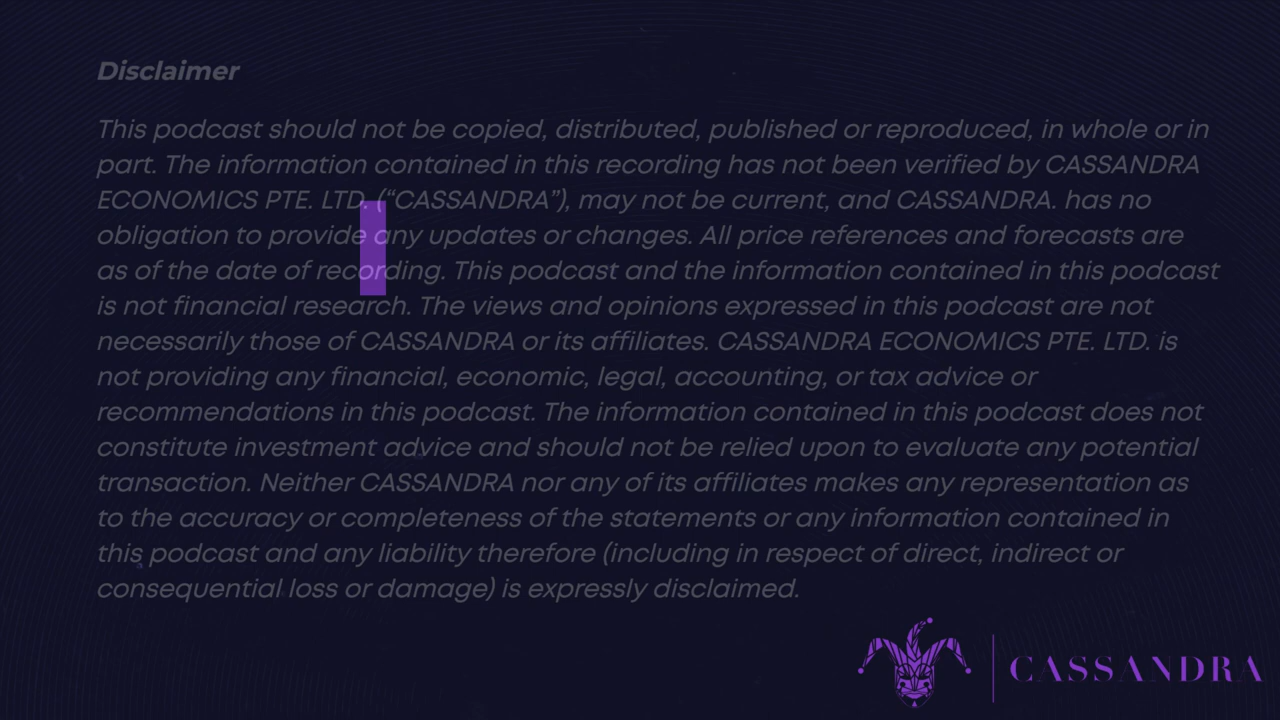 Disclaimer
This podcast should not be copied, distributed, published or reproduced, in whole or in
part. The information contained in this recording has not been verified by CASSANDRA
ECONOMICS PTE. LTD. (“CASSANDRA”), may not be current, and CASSANDRA. has no
obligation to provide any updates or changes. All price references and forecasts are
as of the date of recording. This podcast and the information contained in this podcast
is not financial research. The views and opinions expressed in this podcast are not
necessarily those of CASSANDRA or its affiliates. CASSANDRA ECONOMICS PTE. LTD. is
not providing any financial, economic, legal, accounting, or tax advice or
recommendations in this podcast. The information contained in this podcast does not
constitute investment advice and should not be relied upon to evaluate any potential
transaction. Neither CASSANDRA nor any of its affiliates makes any representation as
to the accuracy or completeness of the statements or any information contained in
this podcast and any liability therefore (including in respect of direct, indirect or
consequential loss or damage) is expressly disclaimed.
CASSANDRA